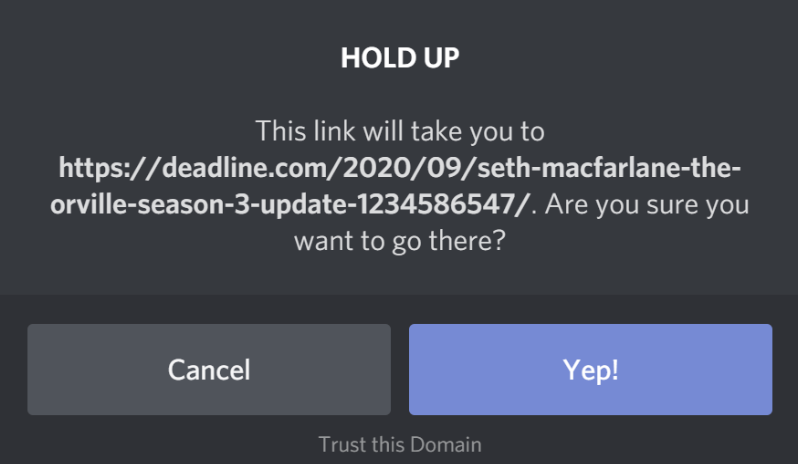 HOLD UP
This link will take you to
https://deadline.com/2020/09/seth-macfarlane-the-
orville-season-3-update-1234586547/. Are you sure you
want to go there?
Cancel
Yep!
Trust this Domain